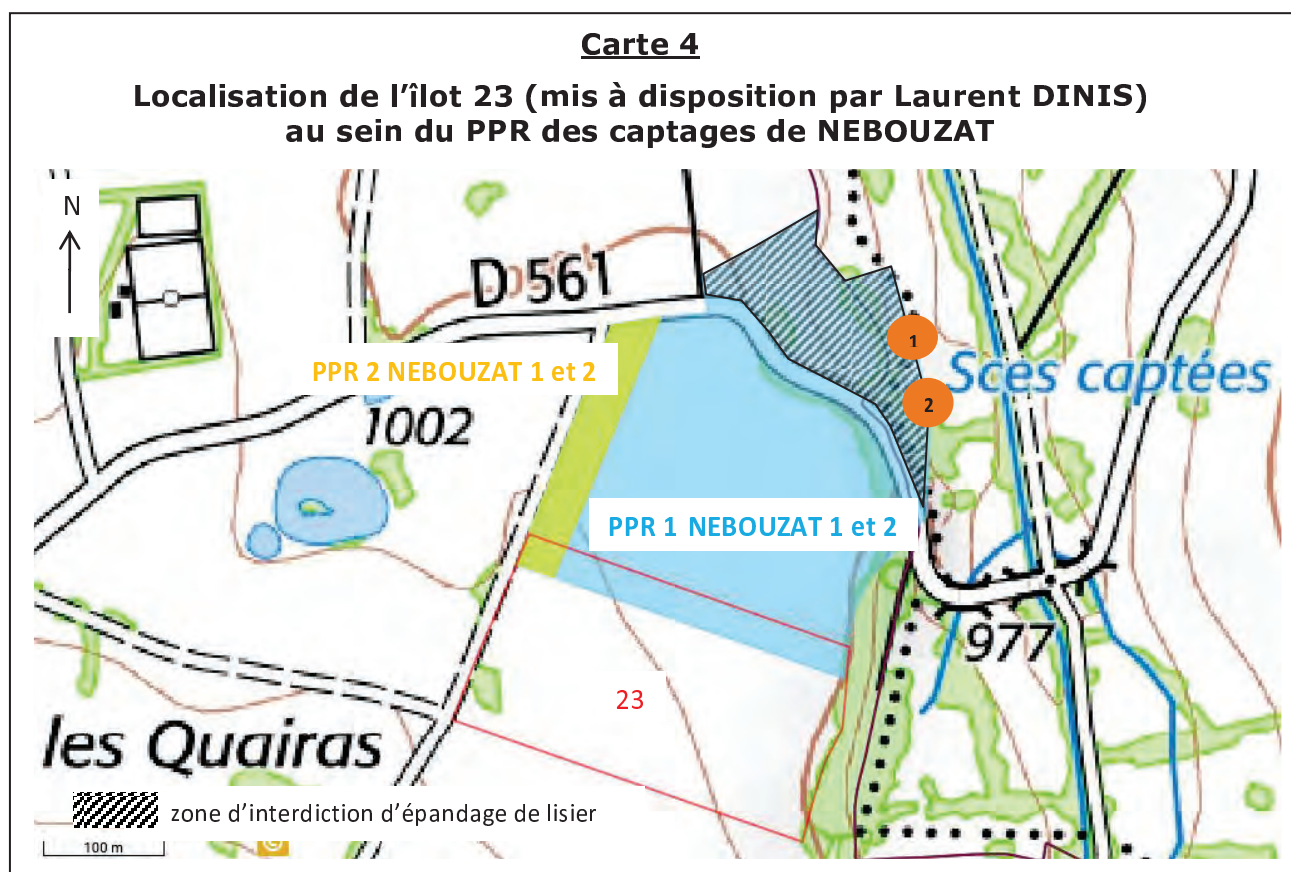 Carte 4
Localisation de l'îlot 23 (mis à disposition par Laurent DINIS)
au sein du PPR des captages de NEBOUZAT
N
D 561
1
PPR 2 NEBOUZAT 1 et 2
Sces captées
2
1002
PPR 1 NEBOUZAT 1 et 2
977
23
les Quairas
zone d'interdiction d'épandage de lisier
100 m